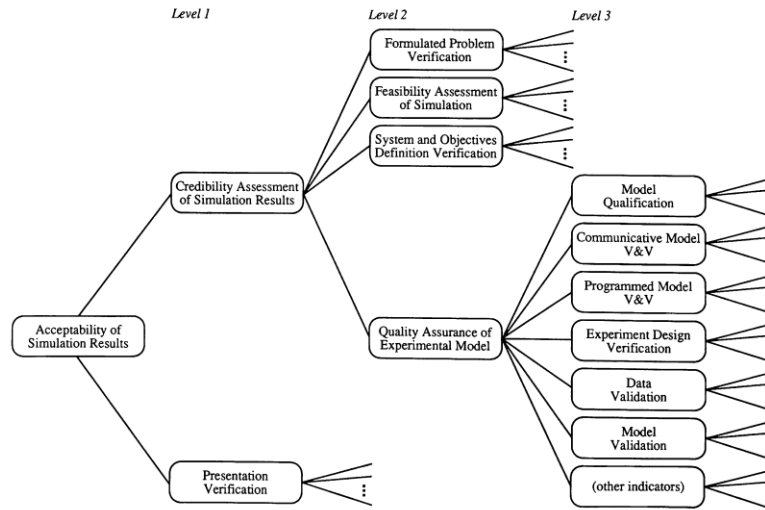 Level 1
Level 2
Level 3
Formulated Problem
Verification
Feasibility Assessment
of Simulation
System and Objectives
Definition Verification
Credibility Assessment
of Simulation Results
Model
Qualification
Communicative Model
V&V
Programmed Model
V&V
Acceptability of
Simulation Results
Quality Assurance of
Experimental Model
Experiment Design
Verification
Data
Validation
Model
Validation
Presentation
Verification
(other indicators)